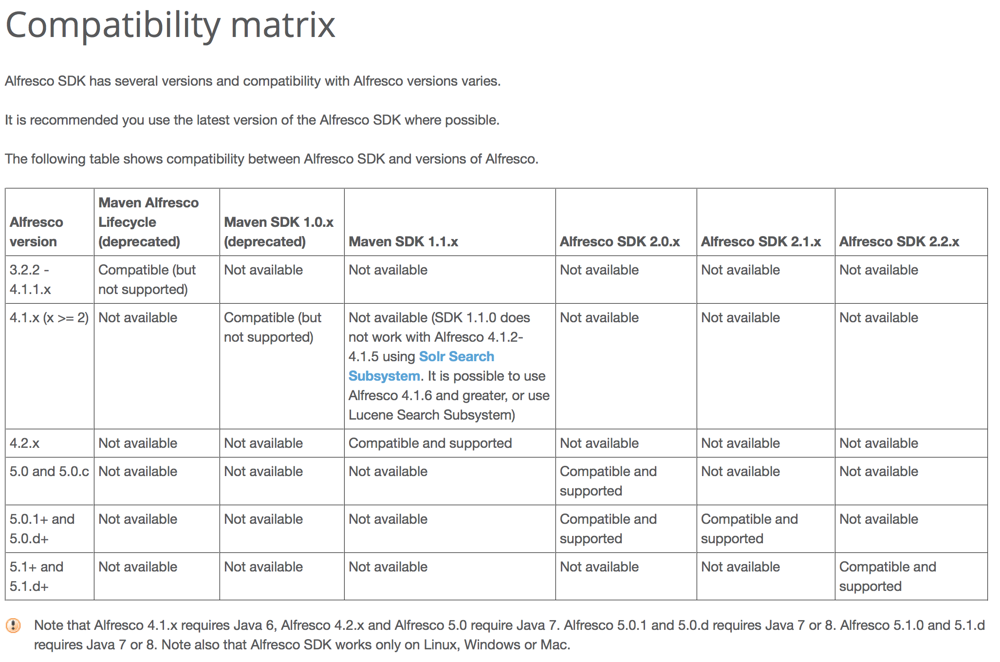 Compatibility matrix
Alfresco SDK has several versions and compatibility with Alfresco versions varies.
It is recommended you use the latest version of the Alfresco SDK where possible.
The following table shows compatibility between Alfresco SDK and versions of Alfresco.
Alfresco version | Maven Alfresco Lifecycle (deprecated) | Maven SDK 1.0.x (deprecated) | Maven SDK 1.1.x | Alfresco SDK 2.0.x | Alfresco SDK 2.1.x | Alfresco SDK 2.2.x
3.2.2 - 4.1.1.x | Compatible (but not supported) | Not available | Not available | Not available | Not available | Not available
4.1.x (x >= 2) | Not available | Compatible (but not supported) | Not available (SDK 1.1.0 does not work with Alfresco 4.1.2-4.1.5 using Solr Search Subsystem. It is possible to use Alfresco 4.1.6 and greater, or use Lucene Search Subsystem) | Not available | Not available | Not available
4.2.x | Not available | Not available | Compatible and supported | Not available | Not available | Not available
5.0 and 5.0.c | Not available | Not available | Not available | Compatible and supported | Not available | Not available
5.0.1+ and 5.0.d+ | Not available | Not available | Not available | Compatible and supported | Compatible and supported | Not available
5.1+ and 5.1.d+ | Not available | Not available | Not available | Not available | Not available | Compatible and supported
Note that Alfresco 4.1.x requires Java 6, Alfresco 4.2.x and Alfresco 5.0 require Java 7. Alfresco 5.0.1 and 5.0.d requires Java 7 or 8. Alfresco 5.1.0 and 5.1.d
requires Java 7 or 8. Note also that Alfresco SDK works only on Linux, Windows or Mac.